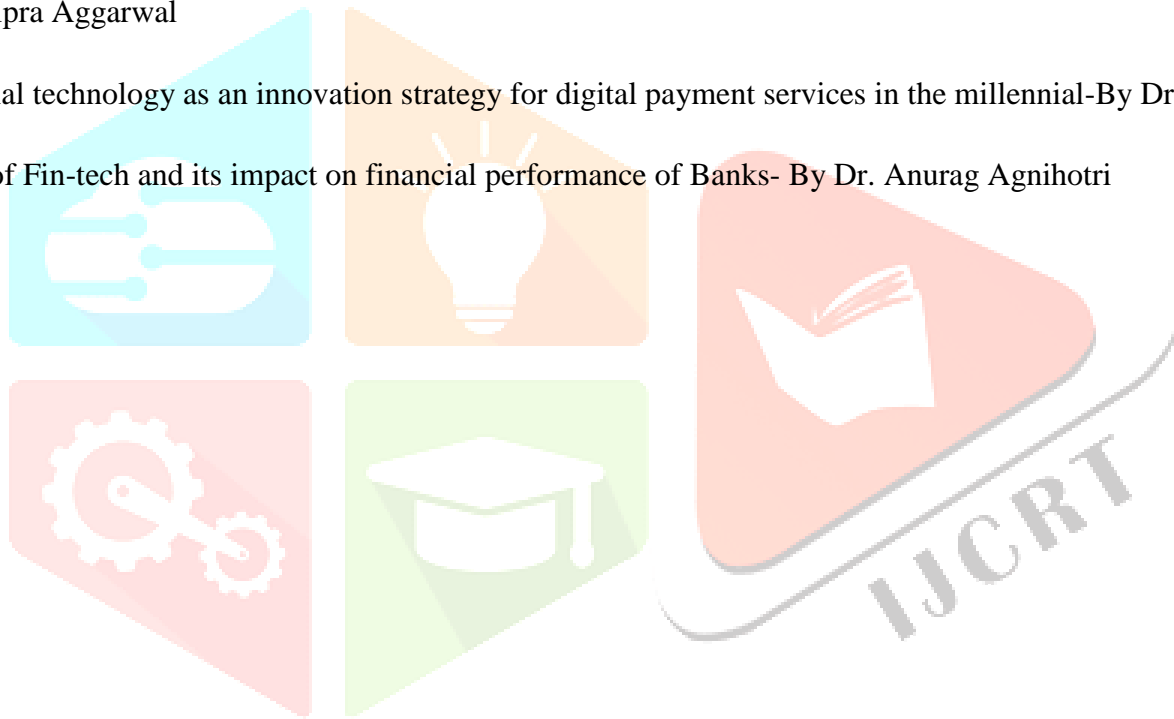 pra Aggarwal
al technology as an innovation strategy for digital payment services in the millennial-By Dr
of Fin-tech and its impact on financial performance of Banks- By Dr. Anurag Agnihotri
IJCRT